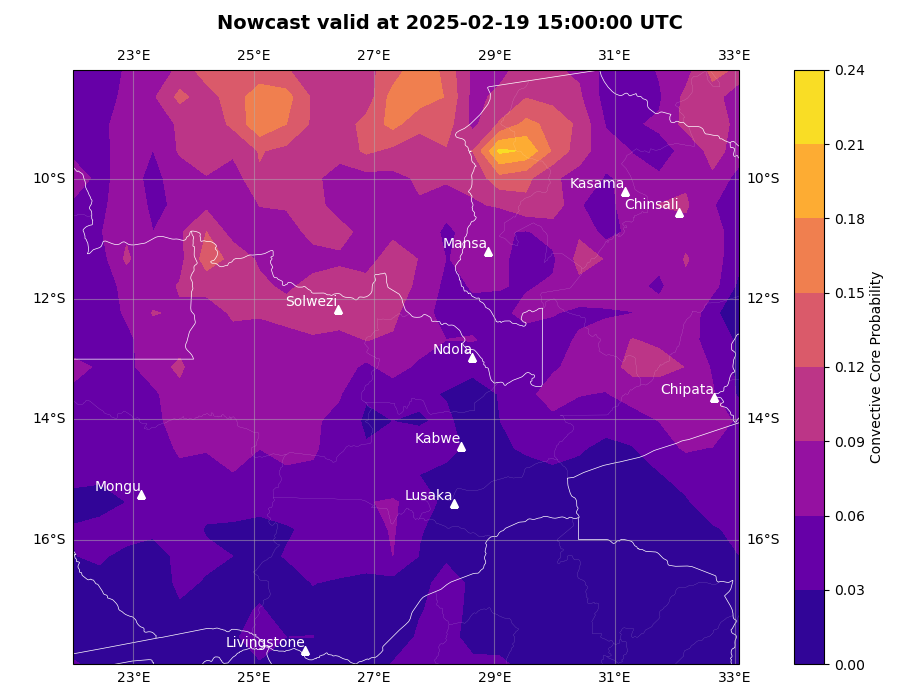 Nowcast valid at 2025-02-19 15:00:00 UTC
23°E 25°E 27°E 29°E 31°E 33°E
0.24
0.21
0.18
0.15
0.12
0.09
0.06
0.03
0.00
Convective Core Probability
10°S 10°S
12°S 12°S
14°S 14°S
16°S 16°S
Kasama
Chinsali
Mansa
Solwezi
Ndola
Chipata
Kabwe
Mongu
Lusaka
Livingstone
23°E 25°E 27°E 29°E 31°E 33°E